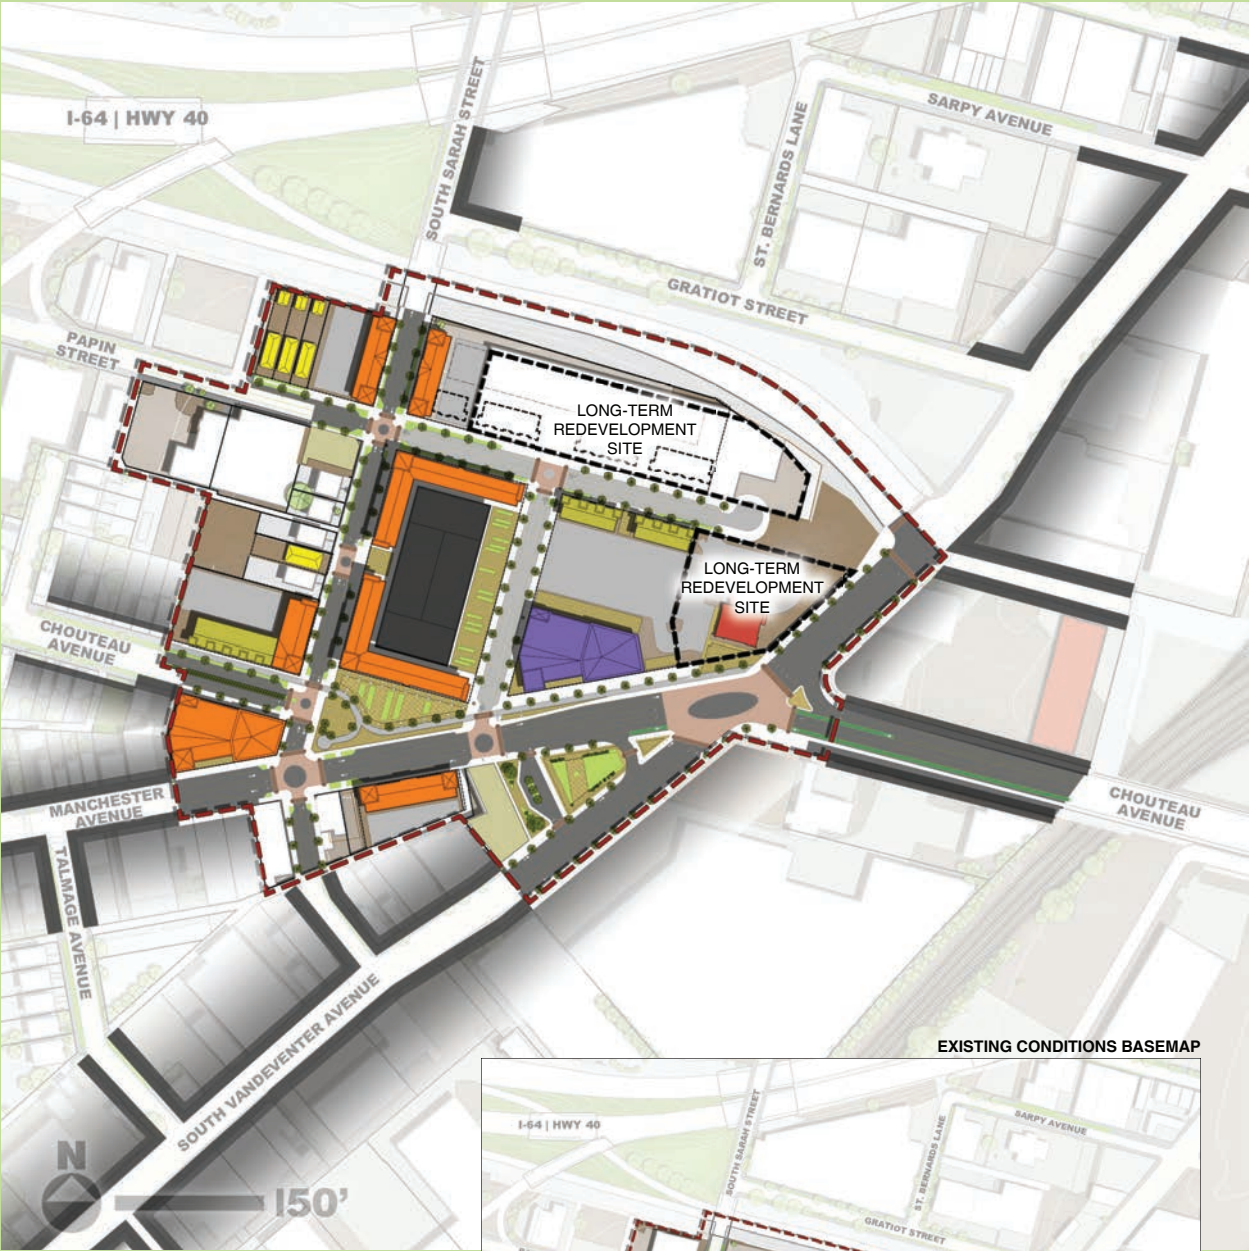 I-64 | HWY 40
SOUTH SARAH STREET
ST. BERNARDS LANE
SARPY AVENUE
GRATIOT STREET
PAPIN
STREET
LONG-TERM
REDEVELOPMENT
SITE
LONG-TERM
REDEVELOPMENT
SITE
CHOUTEAU
AVENUE
MANCHESTER
AVENUE
CHOUTEAU
AVENUE
TALMAGE AVENUE
SOUTH VANDEVENTER AVENUE
N
150'
EXISTING CONDITIONS BASEMAP
I-64 | HWY 40
SOUTH SARAH STREET
ST. BERNARDS LANE
SARPY AVENUE
GRATIOT STREET